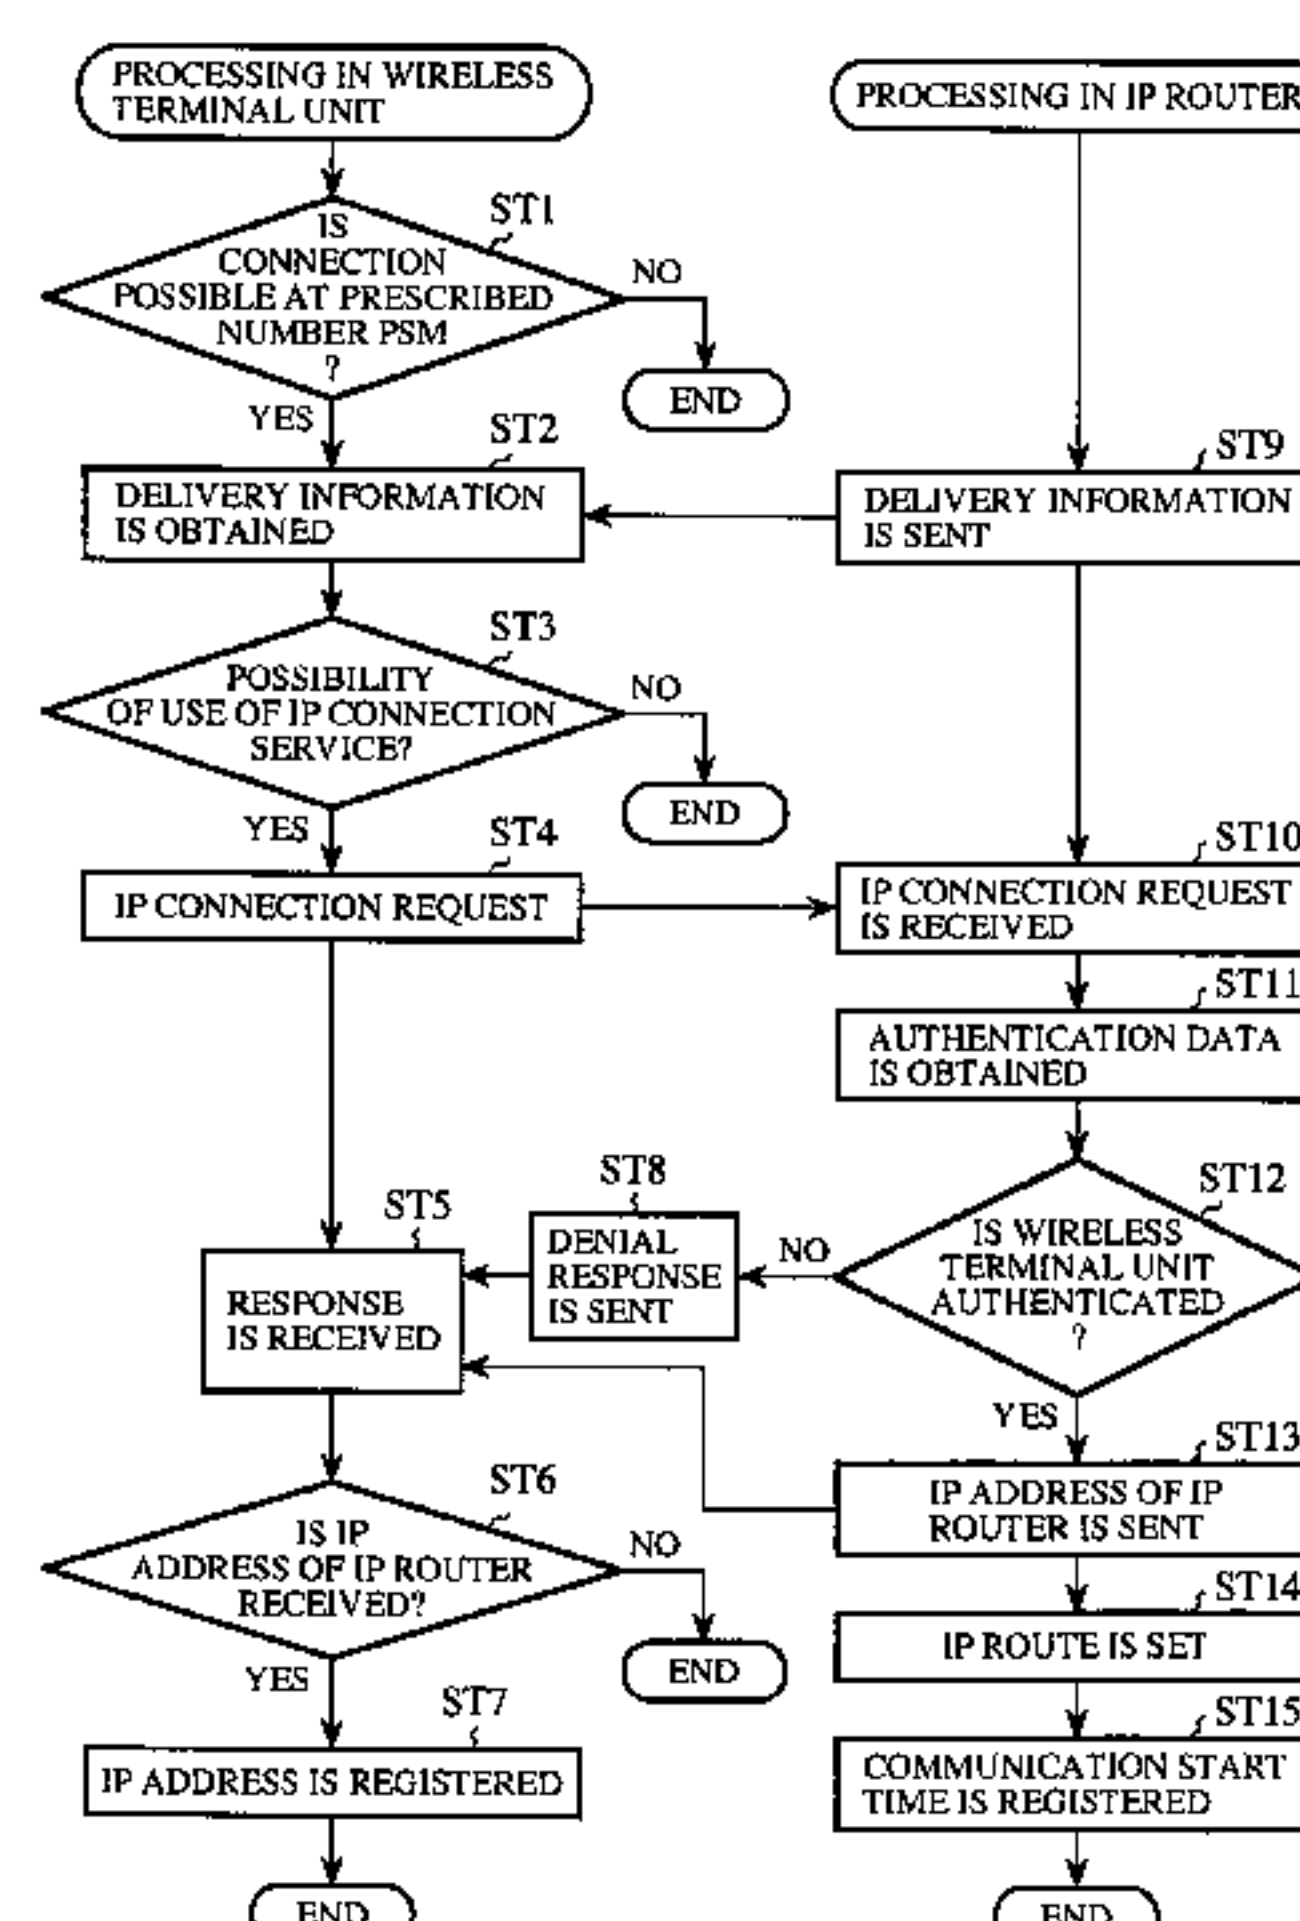 PROCESSING IN WIRELESS
TERMINAL UNIT
ST1
IS
CONNECTION
POSSIBLE AT PRESCRIBED
NUMBER PSM
?
NO
END
YES
ST2
DELIVERY INFORMATION
IS OBTAINED
ST3
POSSIBILITY
OF USE OF IP CONNECTION
SERVICE?
NO
END
YES
ST4
IP CONNECTION REQUEST
ST5
RESPONSE
IS RECEIVED
ST8
DENIAL
RESPONSE
IS SENT
ST6
IS IP
ADDRESS OF IP ROUTER
RECEIVED?
NO
END
YES
ST7
IP ADDRESS IS REGISTERED
END
PROCESSING IN IP ROUTER
ST9
DELIVERY INFORMATION
IS SENT
ST10
IP CONNECTION REQUEST
IS RECEIVED
ST11
AUTHENTICATION DATA
IS OBTAINED
ST12
IS WIRELESS
TERMINAL UNIT
AUTHENTICATED
?
NO
YES
ST13
IP ADDRESS OF IP
ROUTER IS SENT
ST14
IP ROUTE IS SET
ST15
COMMUNICATION START
TIME IS REGISTERED
END